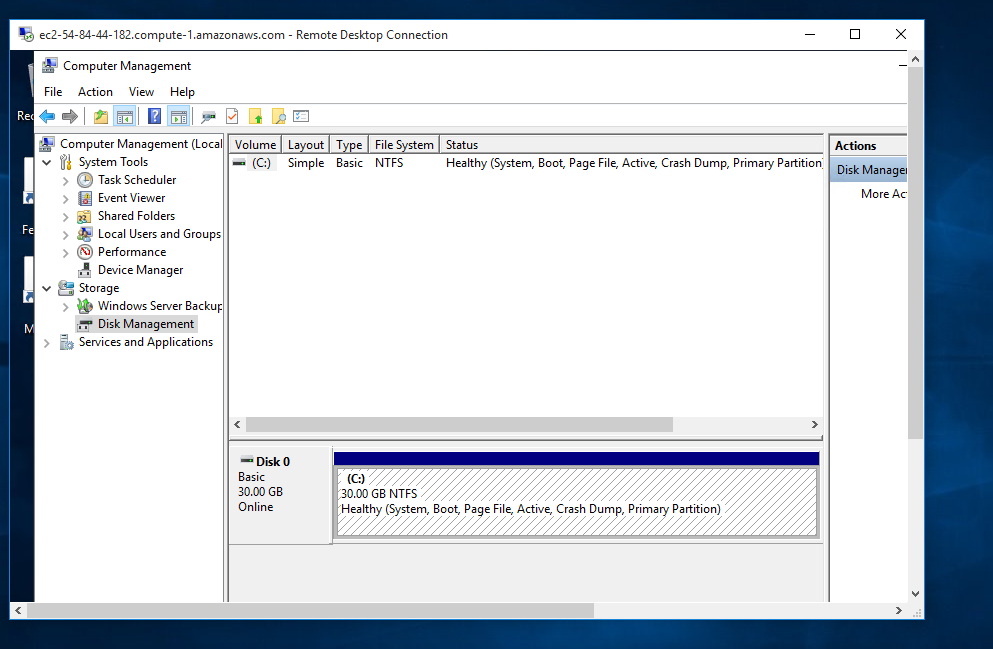 ec2-54-84-44-182.compute-1.amazonaws.com - Remote Desktop Connection
Computer Management
File Action View Help
Rec
Computer Management (Local
System Tools
Task Scheduler
Event Viewer
Shared Folders
Local Users and Groups
Performance
Device Manager
Storage
Windows Server Backup
Disk Management
Services and Applications
Fe
M
Volume Layout Type File System Status
(C:) Simple Basic NTFS Healthy (System, Boot, Page File, Active, Crash Dump, Primary Partition)
Disk 0
Basic
30.00 GB
Online
(C:)
30.00 GB NTFS
Healthy (System, Boot, Page File, Active, Crash Dump, Primary Partition)
Actions
Disk Manager
More Ac